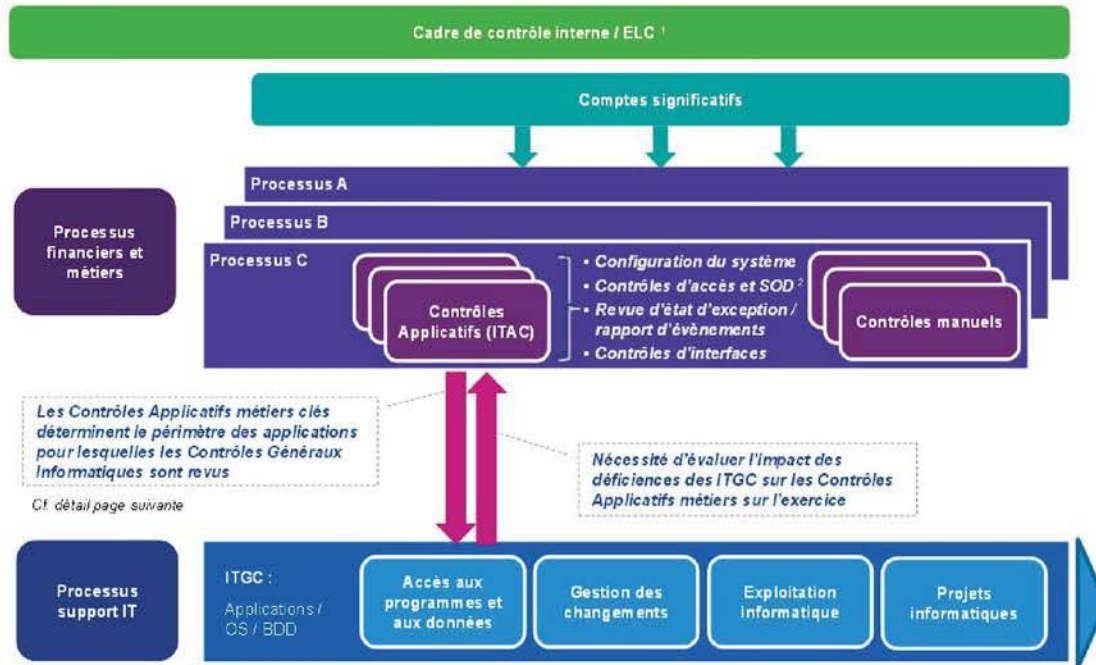 Cadre de contrôle interne / ELC ¹
Comptes significatifs
Processus financiers et métiers
Processus A
Processus B
Processus C
Contrôles
Applicatifs (ITAC)
▪ Configuration du système
▪ Contrôles d'accès et SOD ²
▪ Revue d'état d'exception /
rapport d'évènements
▪ Contrôles d'interfaces
Contrôles manuels
Les Contrôles Applicatifs métiers clés
déterminent le périmètre des applications
pour lesquelles les Contrôles Généraux
Informatiques sont revus
Cf. détail page suivante
Nécessité d'évaluer l'impact des
déficiences des ITGC sur les Contrôles
Applicatifs métiers sur l'exercice
Processus
support IT
ITGC :
Applications /
OS / BDD
Accès aux
programmes et
aux données
Gestion des
changements
Exploitation
informatique
Projets
informatiques